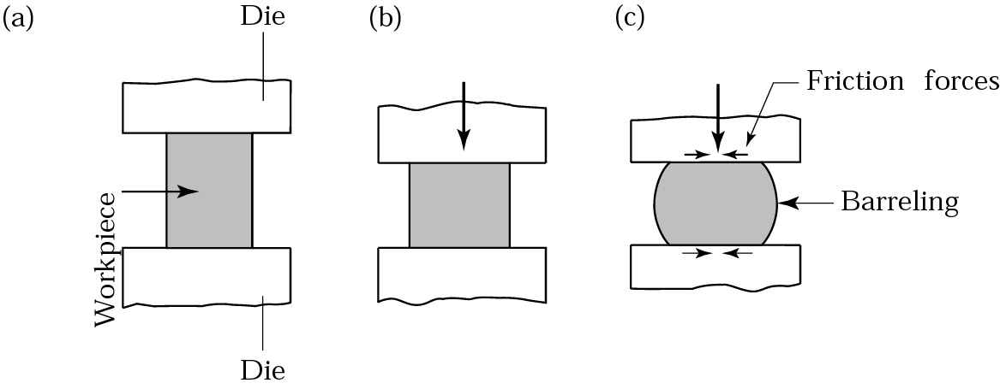 (a)
Die
Workpiece
Die
(b)
(c)
Friction forces
Barreling